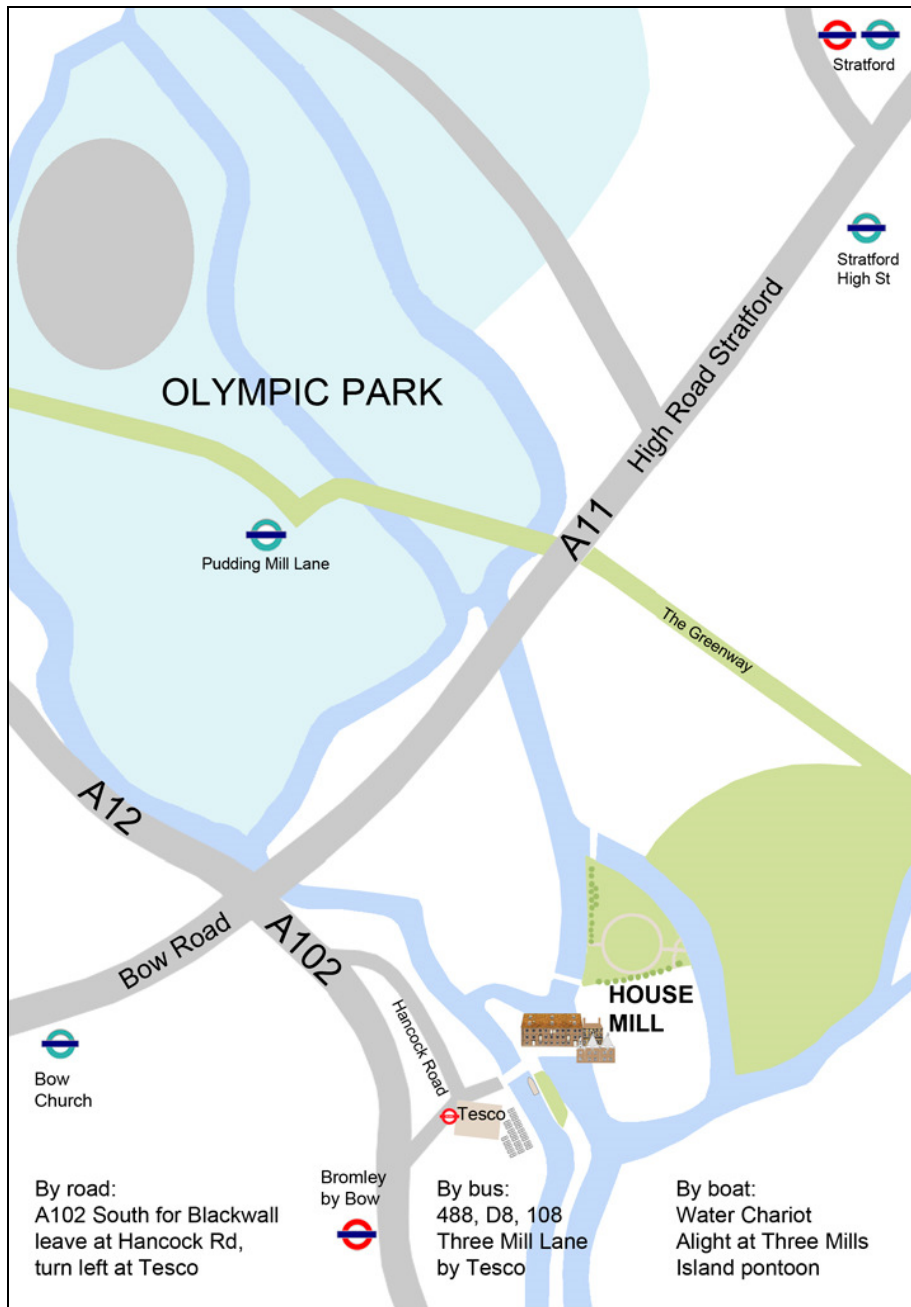 Stratford
Stratford
High St
High Road Stratford
OLYMPIC PARK
A11
Pudding Mill Lane
The Greenway
A12
A102
Bow Road
HOUSE
MILL
Hancock Road
Bow
Church
Tesco
Bromley
by Bow
By road:
A102 South for Blackwall
leave at Hancock Rd,
turn left at Tesco
By bus:
488, D8, 108
Three Mill Lane
by Tesco
By boat:
Water Chariot
Alight at Three Mills
Island pontoon